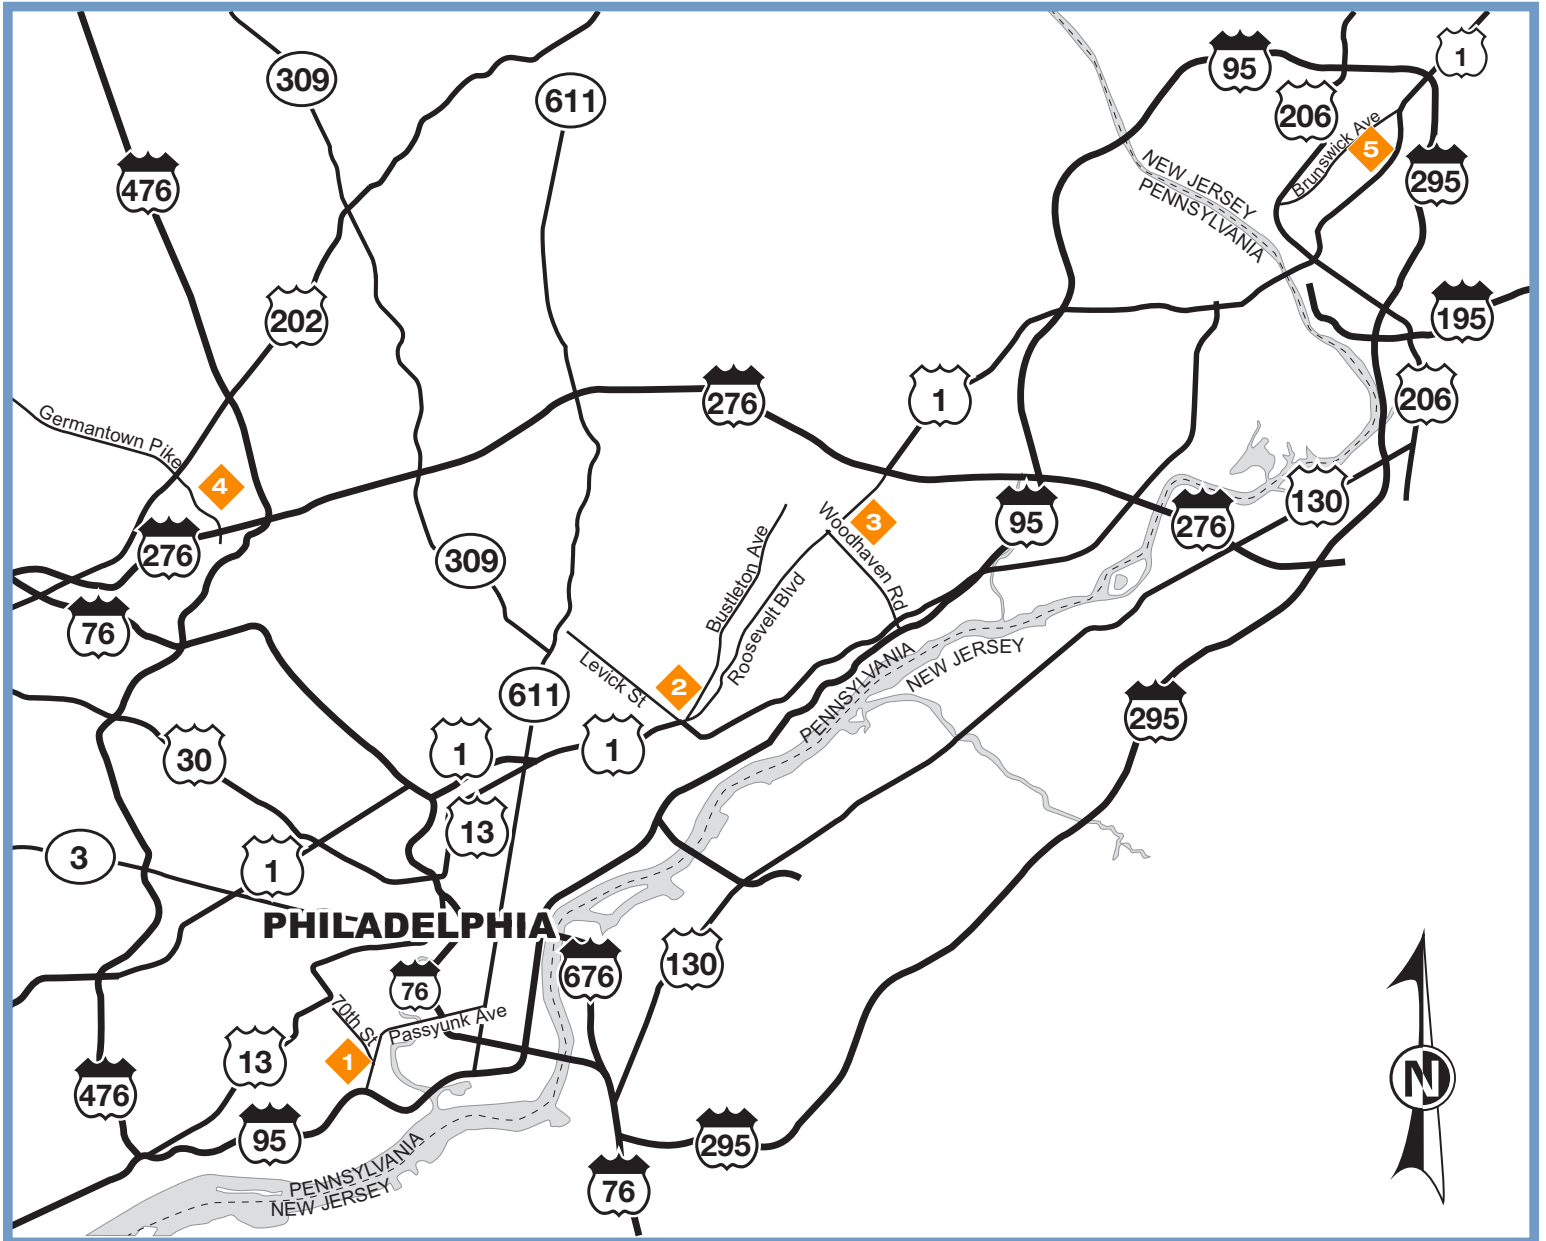 95
1
309
611
206
Brunswick Ave
5
476
295
NEW JERSEY
PENNSYLVANIA
202
195
276
1
206
Germantown Pike
4
130
Woodhaven Rd
3
95
276
276
Bustleton Ave
309
Roosevelt Blvd
76
Levick St
2
PENNSYLVANIA
NEW JERSEY
611
295
30
1
1
13
3
1
PHILADELPHIA
676
130
76
70th St
Passyunk Ave
1
13
N
476
95
295
PENNSYLVANIA
NEW JERSEY
76